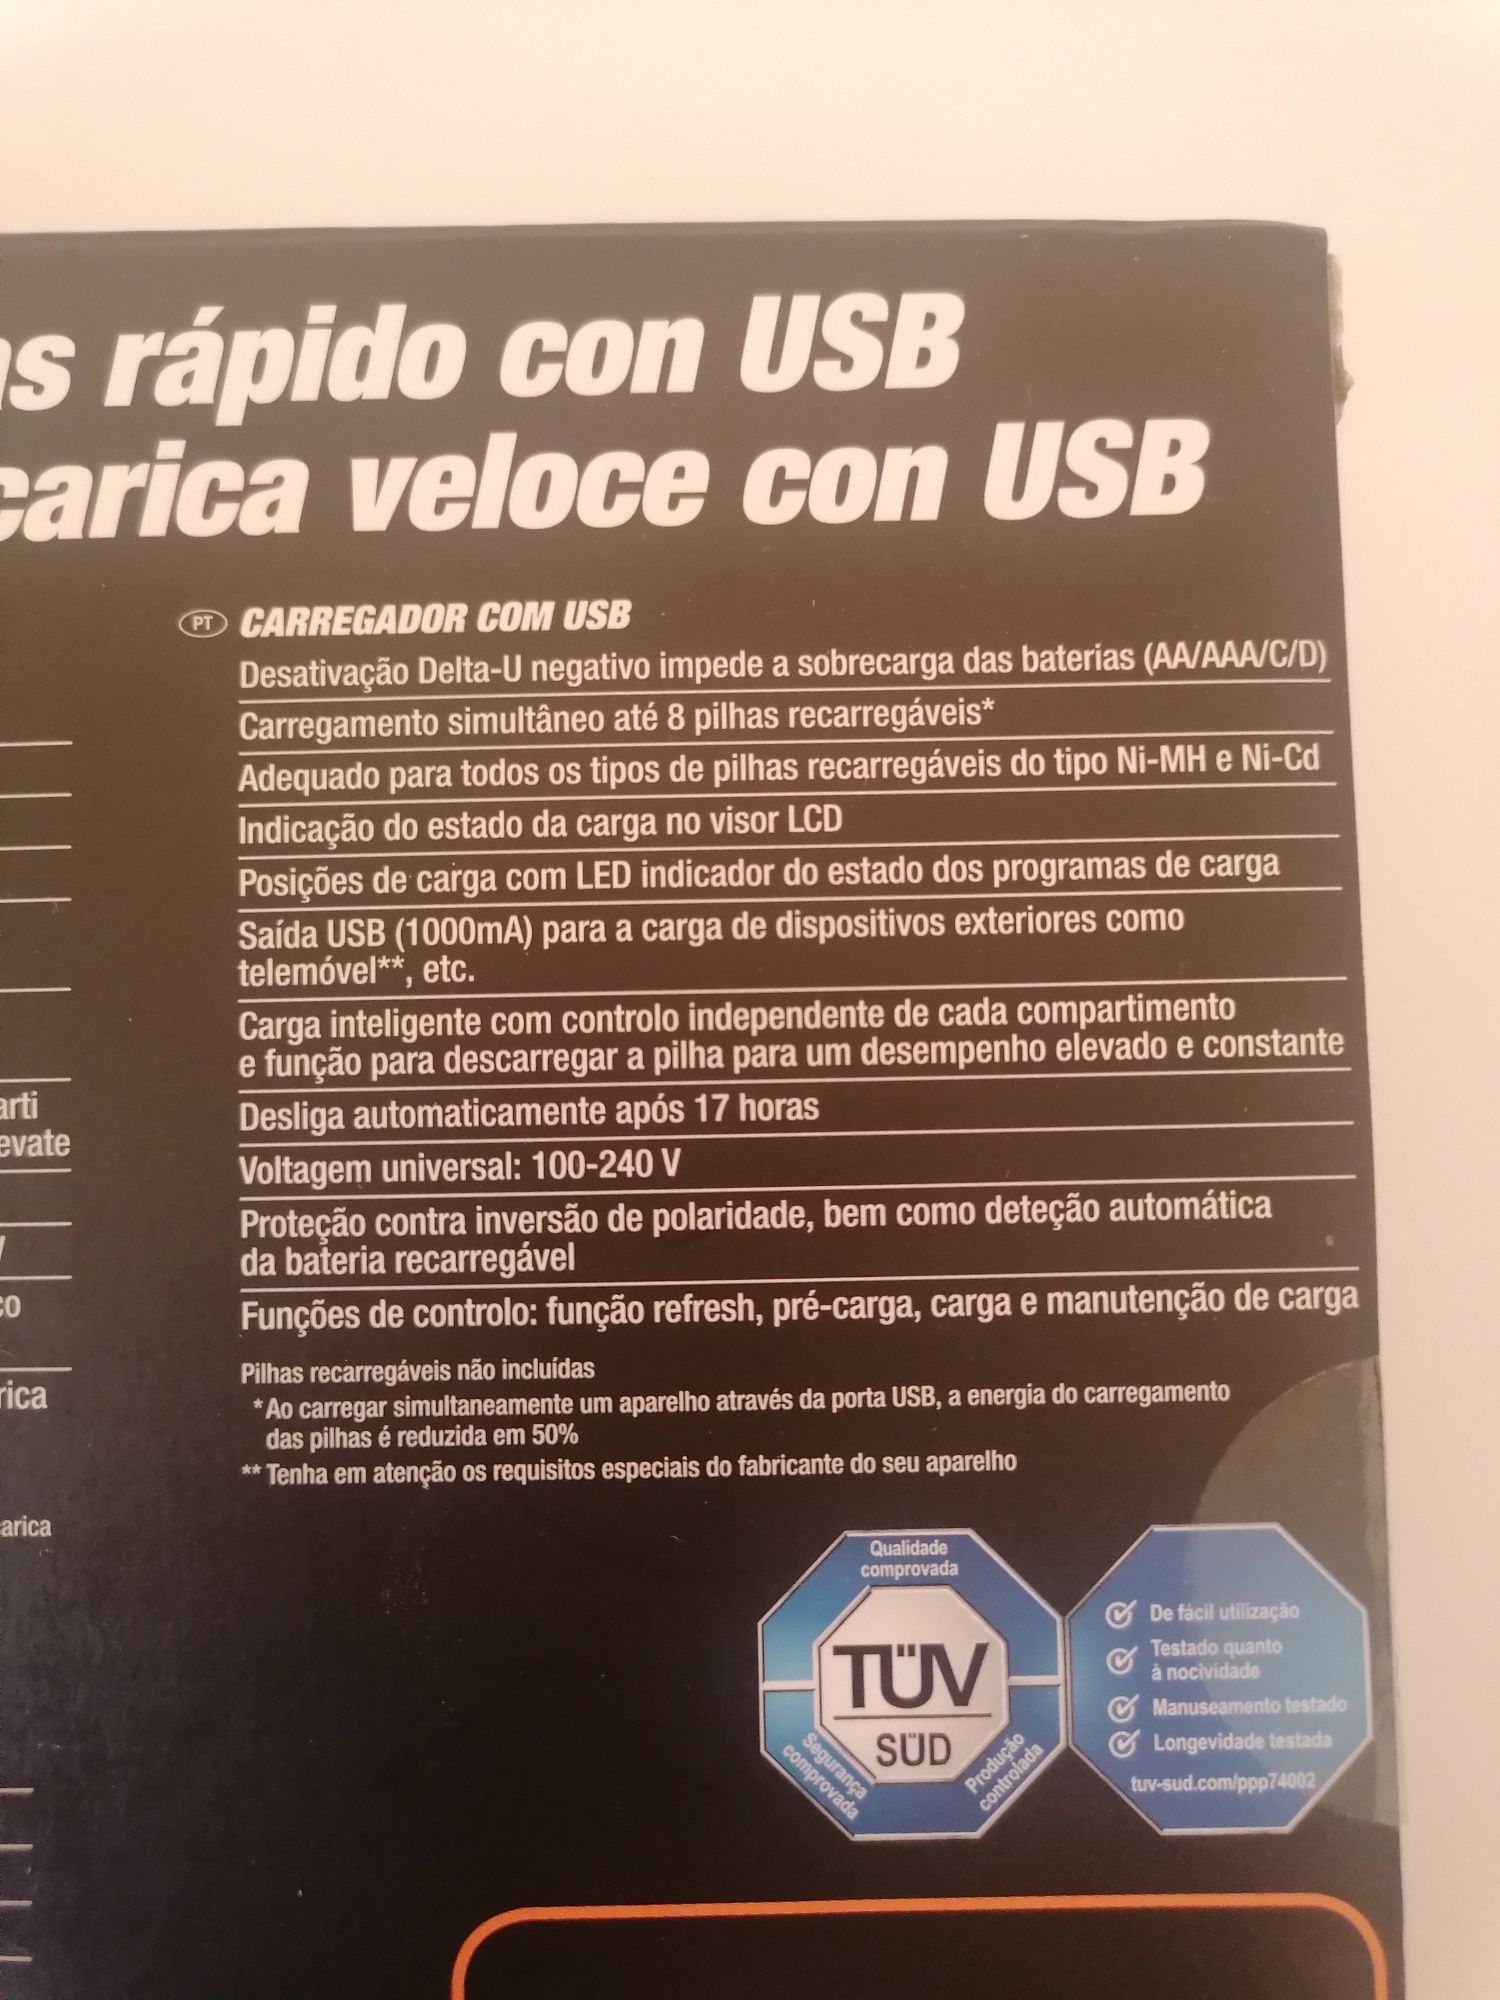 as rápido con USB
carica veloce con USB
PT CARREGADOR COM USB
Desativação Delta-U negativo impede a sobrecarga das baterias (AA/AAA/C/D)
Carregamento simultâneo até 8 pilhas recarregáveis*
Adequado para todos os tipos de pilhas recarregáveis do tipo Ni-MH e Ni-Cd
Indicação do estado da carga no visor LCD
Posições de carga com LED indicador do estado dos programas de carga
Saída USB (1000mA) para a carga de dispositivos exteriores como
telemóvel**, etc.
Carga inteligente com controlo independente de cada compartimento
e função para descarregar a pilha para um desempenho elevado e constante
Desliga automaticamente após 17 horas
Voltagem universal: 100-240 V
Proteção contra inversão de polaridade, bem como deteção automática
da bateria recarregável
Funções de controlo: função refresh, pré-carga, carga e manutenção de carga
Pilhas recarregáveis não incluídas
*Ao carregar simultaneamente um aparelho através da porta USB, a energia do carregamento
das pilhas é reduzida em 50%
** Tenha em atenção os requisitos especiais do fabricante do seu aparelho
arti
evate
co
rica
arica
Qualidade
comprovada
TÜV
SÜD
Segurança
comprovada
Produção
controlada
De fácil utilização
Testado quanto
à nocividade
Manuseamento testado
Longevidade testada
tuv-sud.com/ppp74002